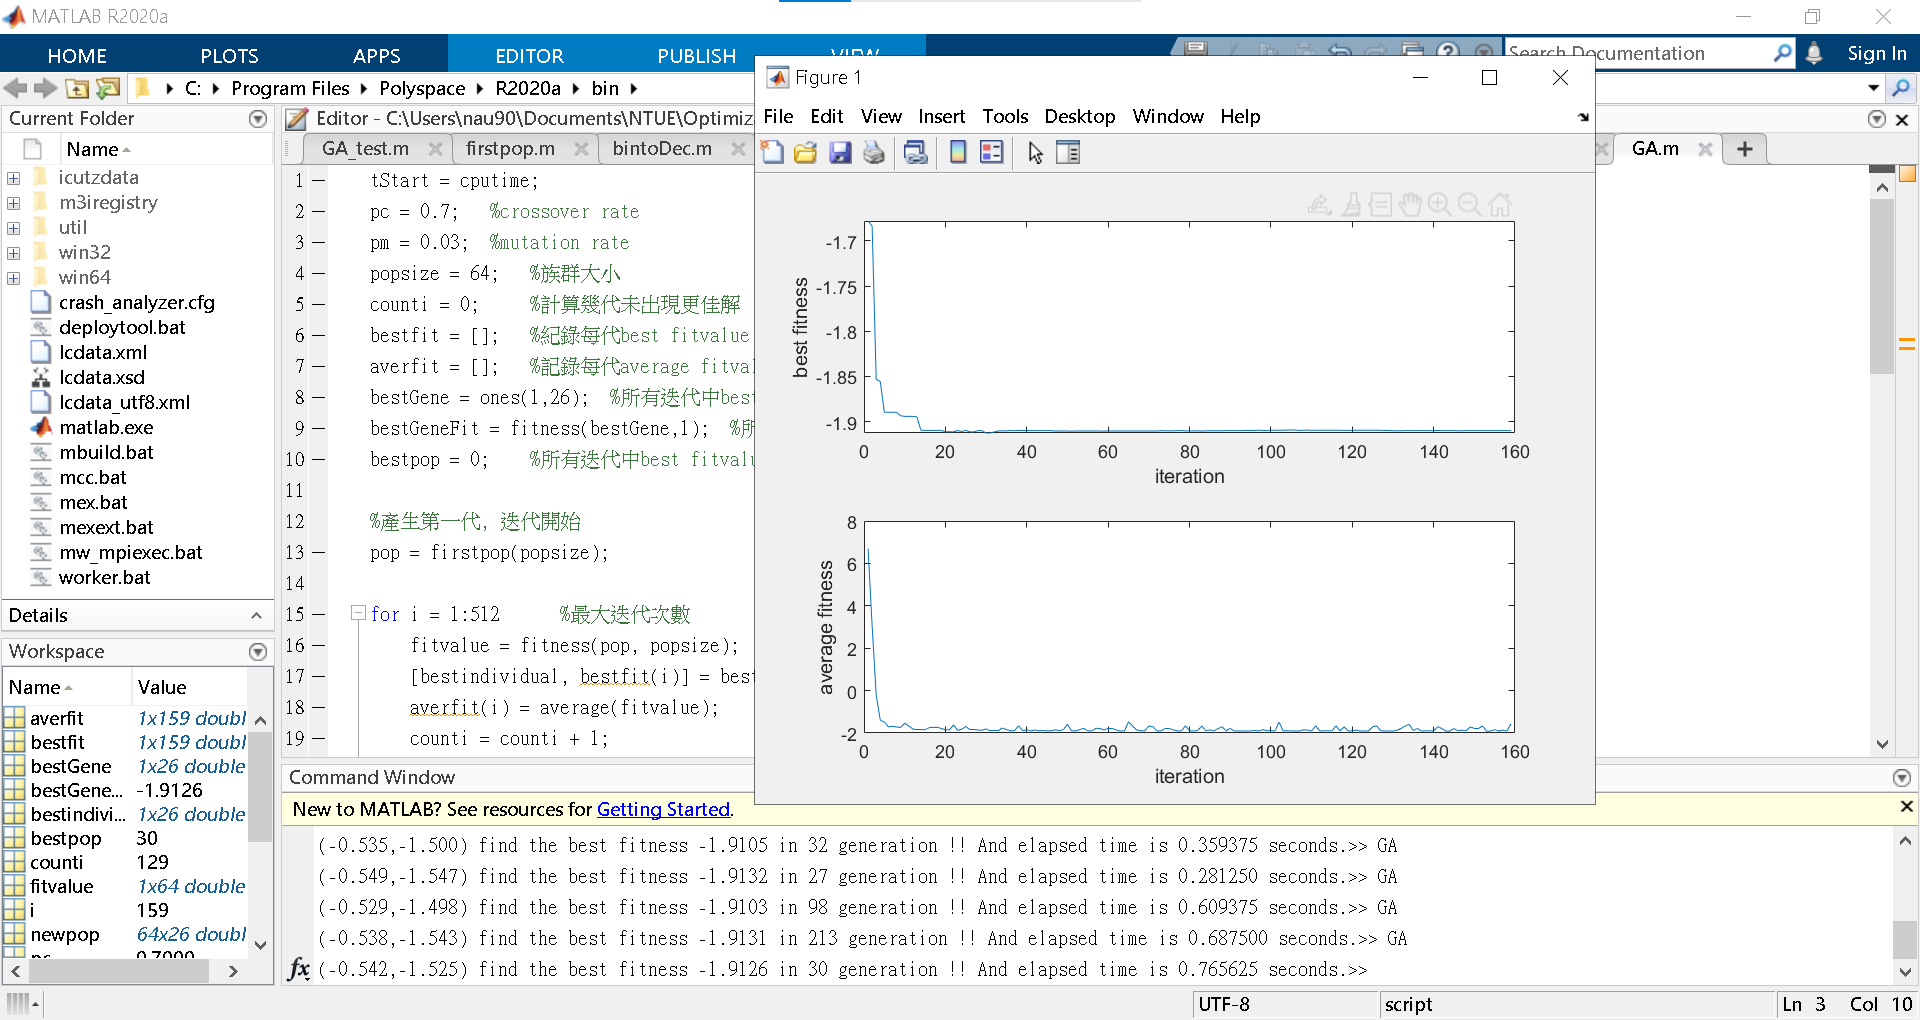 MATLAB R2020a
HOME PLOTS APPS EDITOR PUBLISH VIEW
Search Documentation
Sign In
C: Program Files Polyspace R2020a bin
Current Folder
Name
icutzdata
m3iregistry
util
win32
win64
crash_analyzer.cfg
deploytool.bat
lcdata.xml
lcdata.xsd
lcdata_utf8.xml
matlab.exe
mbuild.bat
mcc.bat
mex.bat
mexext.bat
mw_mpiexec.bat
worker.bat
Details
Workspace
Name Value
averfit 1x159 doubl
bestfit 1x159 doubl
bestGene 1x26 double
bestGene... -1.9126
bestindivi... 1x26 double
bestpop 30
counti 129
fitvalue 1x64 double
i 159
newpop 64x26 doubl
Editor - C:\Users\nau90\Documents\NTUE\Optimiz
GA_test.m firstpop.m bintoDec.m GA.m
1 tStart = cputime;
2 pc = 0.7; %crossover rate
3 pm = 0.03; %mutation rate
4 popsize = 64; %族群大小
5 counti = 0; %計算幾代未出現更佳解
6 bestfit = []; %紀錄每代best fitvalue
7 averfit = []; %記錄每代average fitval
8 bestGene = ones(1,26); %所有迭代中best
9 bestGeneFit = fitness(bestGene,1); %所
10 bestpop = 0; %所有迭代中best fitvalu
11
12 %產生第一代, 迭代開始
13 pop = firstpop(popsize);
14
15 for i = 1:512 %最大迭代次數
16 fitvalue = fitness(pop, popsize);
17 [bestindividual, bestfit(i)] = bes
18 averfit(i) = average(fitvalue);
19 counti = counti + 1;
Figure 1
File Edit View Insert Tools Desktop Window Help
-1.7
-1.75
-1.8
-1.85
-1.9
best fitness
0 20 40 60 80 100 120 140 160
iteration
8
6
4
2
0
-2
average fitness
0 20 40 60 80 100 120 140 160
iteration
Command Window
New to MATLAB? See resources for Getting Started.
(-0.535,-1.500) find the best fitness -1.9105 in 32 generation !! And elapsed time is 0.359375 seconds.>> GA
(-0.549,-1.547) find the best fitness -1.9132 in 27 generation !! And elapsed time is 0.281250 seconds.>> GA
(-0.529,-1.498) find the best fitness -1.9103 in 98 generation !! And elapsed time is 0.609375 seconds.>> GA
(-0.538,-1.543) find the best fitness -1.9131 in 213 generation !! And elapsed time is 0.687500 seconds.>> GA
fx (-0.542,-1.525) find the best fitness -1.9126 in 30 generation !! And elapsed time is 0.765625 seconds.>>
UTF-8 script Ln 3 Col 10